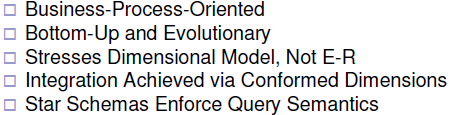 Business-Process-Oriented
Bottom-Up and Evolutionary
Stresses Dimensional Model, Not E-R
Integration Achieved via Conformed Dimensions
Star Schemas Enforce Query Semantics